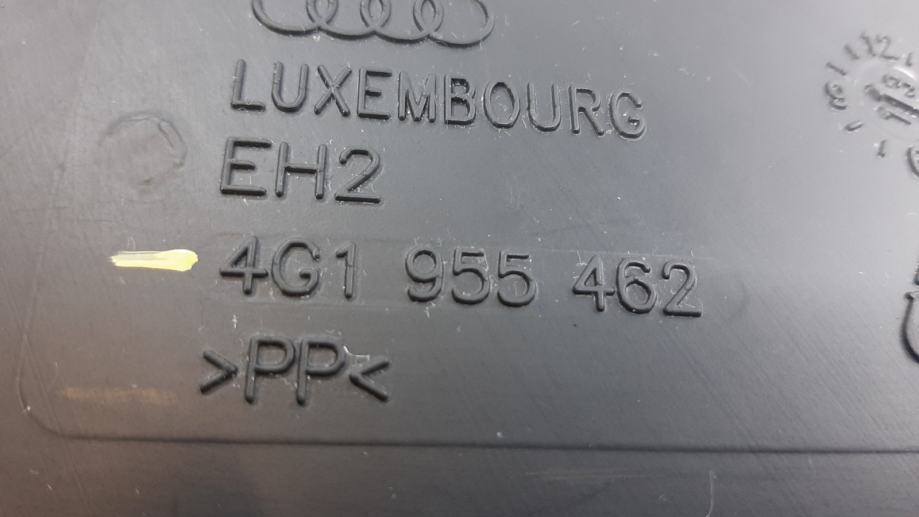 LUXEMBOURG
EH2
4G1 955 462
>PP<